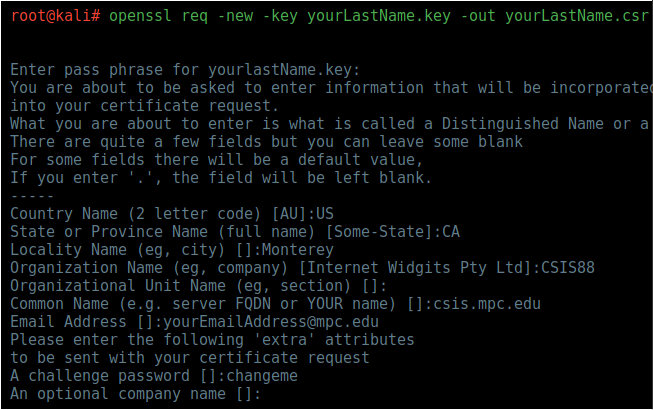 root@kali# openssl req -new -key yourLastName.key -out yourLastName.csr
Enter pass phrase for yourlastName.key:
You are about to be asked to enter information that will be incorporated
into your certificate request.
What you are about to enter is what is called a Distinguished Name or a
There are quite a few fields but you can leave some blank
For some fields there will be a default value,
If you enter '.', the field will be left blank.
-----
Country Name (2 letter code) [AU]:US
State or Province Name (full name) [Some-State]:CA
Locality Name (eg, city) []:Monterey
Organization Name (eg, company) [Internet Widgits Pty Ltd]:CSIS88
Organizational Unit Name (eg, section) []:
Common Name (e.g. server FQDN or YOUR name) []:csis.mpc.edu
Email Address []:yourEmailAddress@mpc.edu
Please enter the following 'extra' attributes
to be sent with your certificate request
A challenge password []:changeme
An optional company name []: